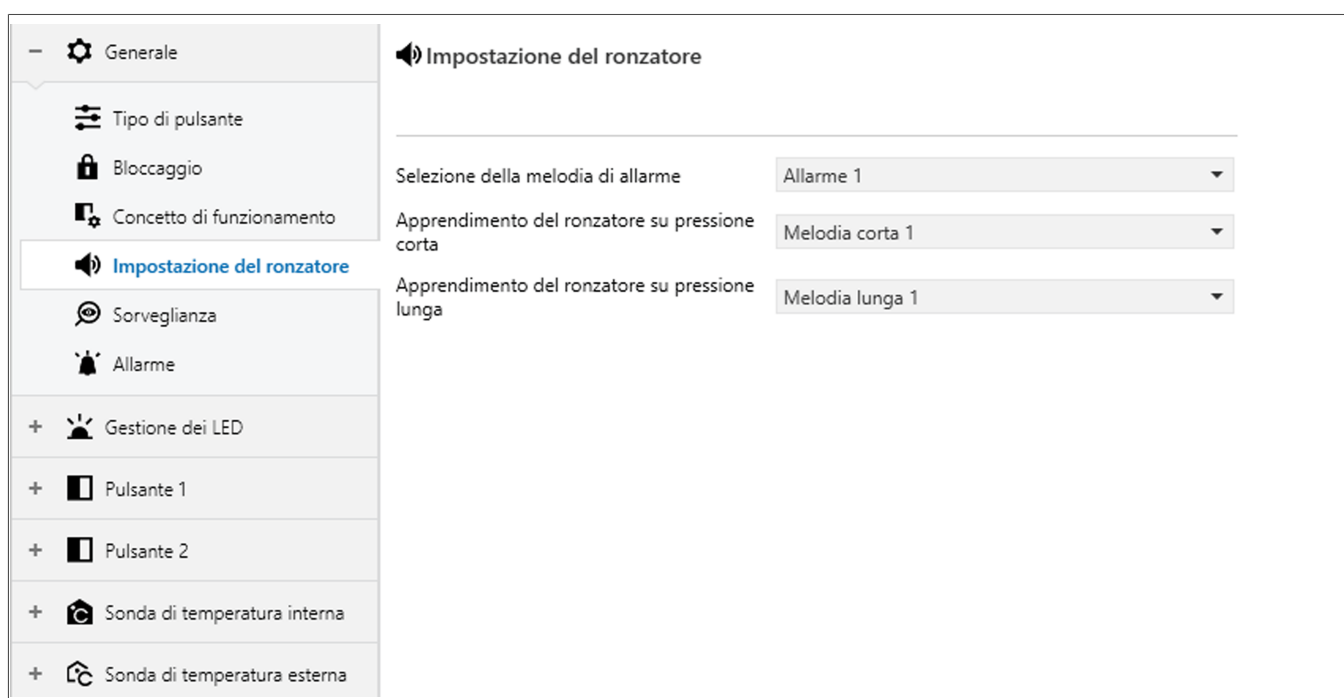 Generale
Tipo di pulsante
Bloccaggio
Concetto di funzionamento
Impostazione del ronzatore
Sorveglianza
Allarme
Gestione dei LED
Pulsante 1
Pulsante 2
Sonda di temperatura interna
Sonda di temperatura esterna
Impostazione del ronzatore
Selezione della melodia di allarme
Allarme 1
Apprendimento del ronzatore su pressione
corta
Melodia corta 1
Apprendimento del ronzatore su pressione
lunga
Melodia lunga 1